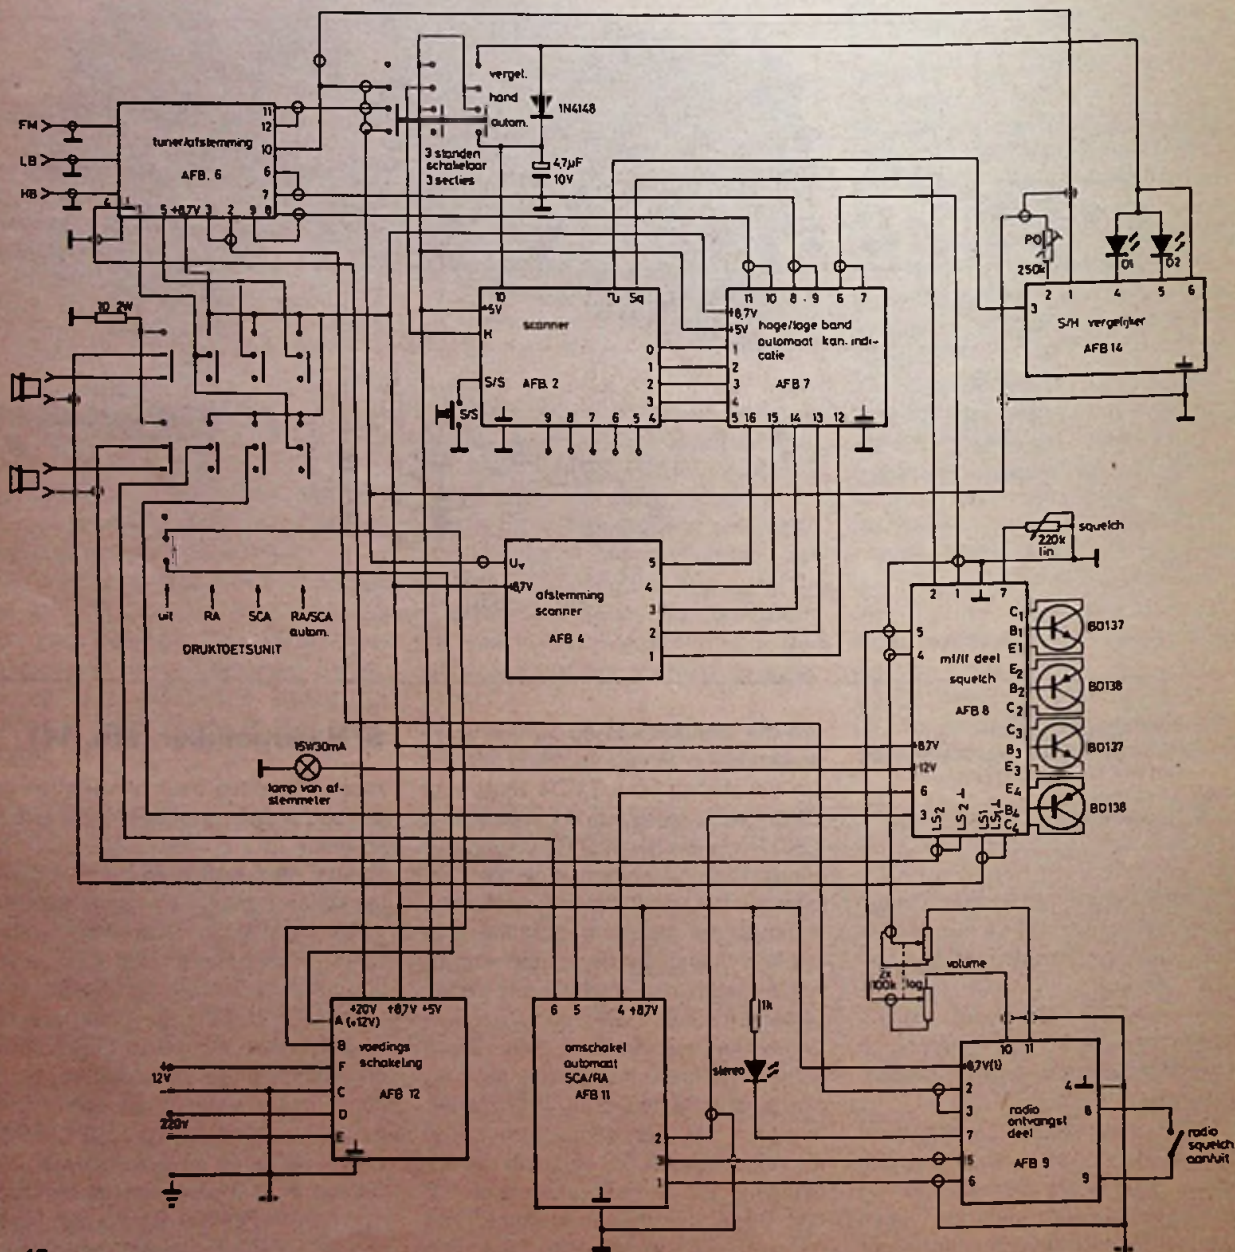 FM
LB
HB
tuner/afstemming
AFB. 6
11
12
10
6
7
8
4
1
5
+8,7V
3
2
9
vergel.
hand
autom.
3 standen
schakelaar
3 secties
1N4148
4,7µF
10V
10 2W
10
Sq
+5V
H
scanner
S/S
S/S
AFB. 2
0
1
2
3
4
9
8
7
6
5
11
10
8
9
6
7
+8,7V
+5V
hoge/lage band
automaat kan. indi-
catie
AFB 7
1
2
3
4
5
16
15
14
13
12
PO
250k
D1
D2
2
1
4
5
6
3
S/H vergelijker
AFB 14
uit
RA
SCA
RA/SCA
autom.
DRUKTOETSUNIT
+8,7V
afstemming
scanner
AFB 4
5
4
3
2
1
squelch
220k
lin
2
1
7
5
4
mf/lf deel
squelch
AFB 8
C1
B1
E1
E2
B2
C2
C3
B3
E3
E4
B4
C4
BD137
BD138
BD137
BD138
+8,7V
+12V
6
3
LS2
LS2
LS1
LS1
15V30mA
lamp van af-
stemmeter
volume
2x
100k
log
+20V
+8,7V
+5V
A (+12V)
B
F
C
D
E
voedings
schakeling
AFB 12
12V
220V
6
5
4
+8,7V
omschakel
automaat
SCA/RA
AFB 11
2
3
1
1k
stereo
10
11
+8,7V(1)
2
3
7
5
6
4
8
9
radio
ontvangst
deel
AFB 9
radio
squelch
aan/uit